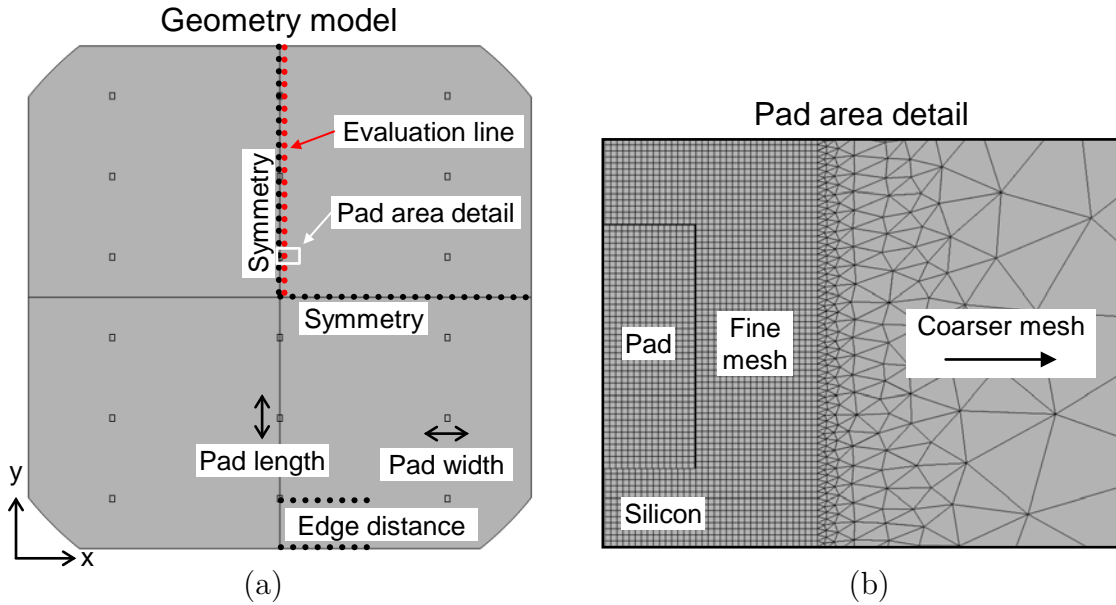 Geometry model
Evaluation line
Symmetry
Pad area detail
Symmetry
Pad length
Pad width
Edge distance
y
x
(a)
Pad area detail
Pad
Fine
mesh
Coarser mesh
Silicon
(b)